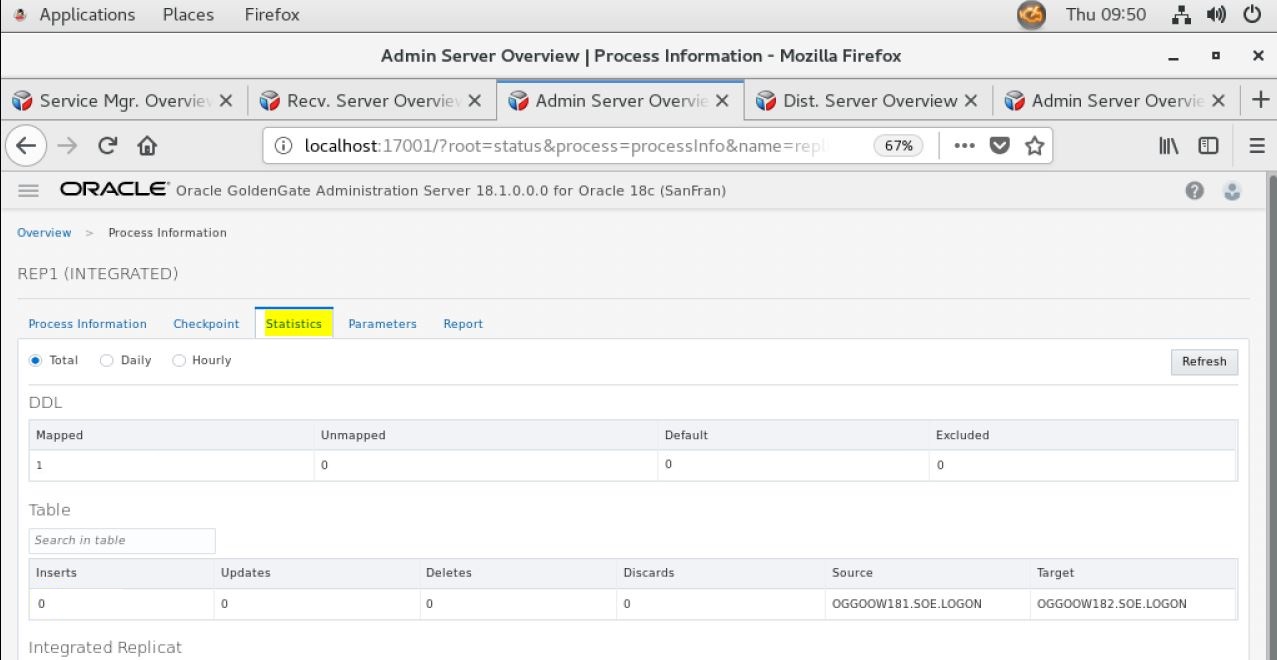 Applications Places Firefox Thu 09:50
Admin Server Overview | Process Information - Mozilla Firefox
Service Mgr. Overvie Recv. Server Overvie Admin Server Overvie Dist. Server Overview Admin Server Overvie
localhost:17001/?root=status&process=processInfo&name=repl 67%
ORACLE Oracle GoldenGate Administration Server 18.1.0.0.0 for Oracle 18c (SanFran)
Overview > Process Information
REP1 (INTEGRATED)
Process Information Checkpoint Statistics Parameters Report
Total Daily Hourly Refresh
DDL
Mapped Unmapped Default Excluded
1 0 0 0
Table
Search in table
Inserts Updates Deletes Discards Source Target
0 0 0 0 OGGOOW181.SOE.LOGON OGGOOW182.SOE.LOGON
Integrated Replicat